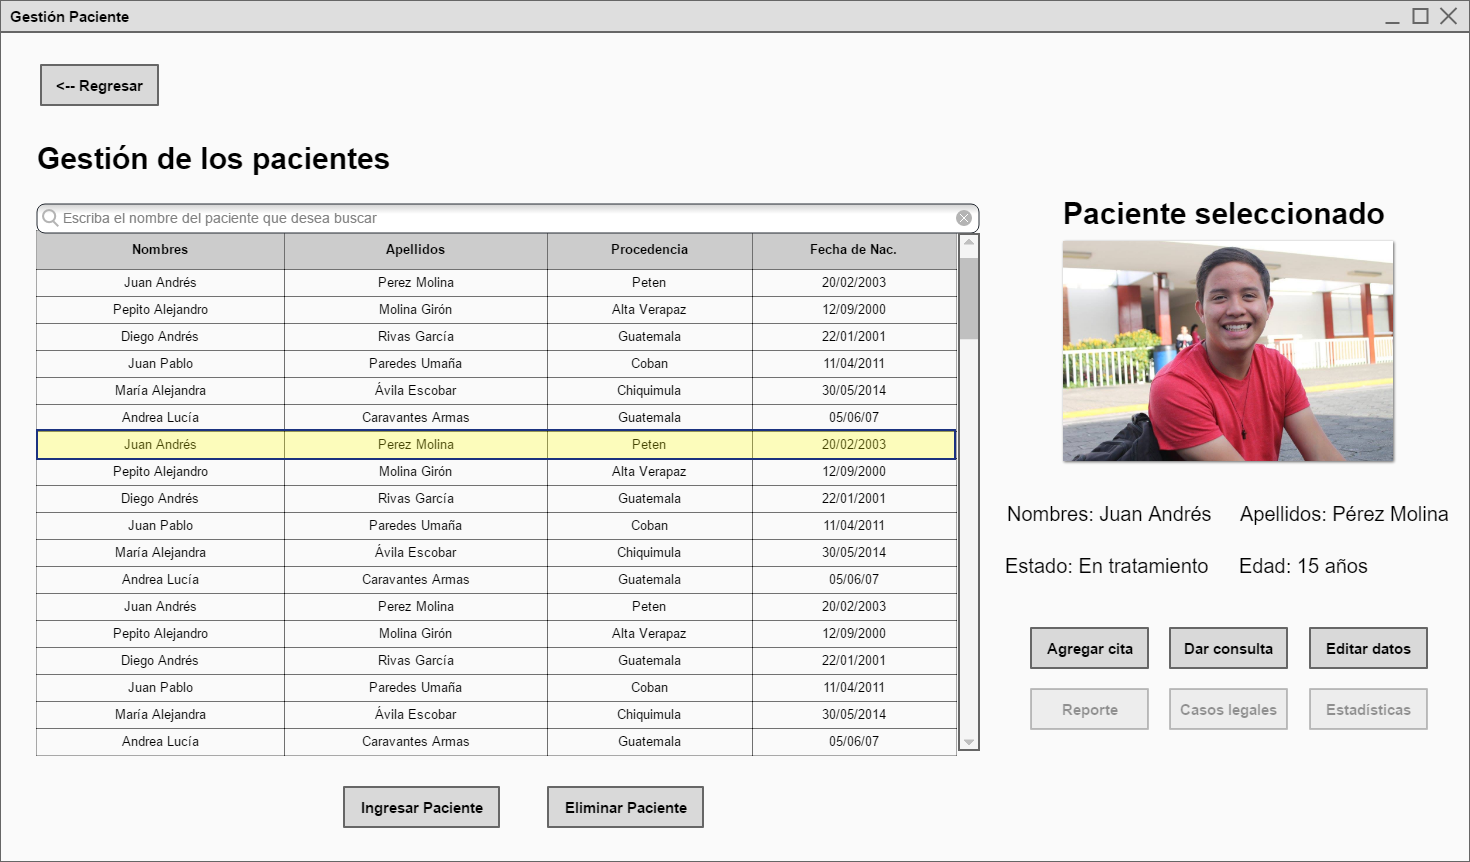 Gestión Paciente
<-- Regresar
Gestión de los pacientes
Escriba el nombre del paciente que desea buscar
Nombres Apellidos Procedencia Fecha de Nac.
Juan Andrés Perez Molina Peten 20/02/2003
Pepito Alejandro Molina Girón Alta Verapaz 12/09/2000
Diego Andrés Rivas García Guatemala 22/01/2001
Juan Pablo Paredes Umaña Coban 11/04/2011
María Alejandra Ávila Escobar Chiquimula 30/05/2014
Andrea Lucía Caravantes Armas Guatemala 05/06/07
Juan Andrés Perez Molina Peten 20/02/2003
Pepito Alejandro Molina Girón Alta Verapaz 12/09/2000
Diego Andrés Rivas García Guatemala 22/01/2001
Juan Pablo Paredes Umaña Coban 11/04/2011
María Alejandra Ávila Escobar Chiquimula 30/05/2014
Andrea Lucía Caravantes Armas Guatemala 05/06/07
Juan Andrés Perez Molina Peten 20/02/2003
Pepito Alejandro Molina Girón Alta Verapaz 12/09/2000
Diego Andrés Rivas García Guatemala 22/01/2001
Juan Pablo Paredes Umaña Coban 11/04/2011
María Alejandra Ávila Escobar Chiquimula 30/05/2014
Andrea Lucía Caravantes Armas Guatemala 05/06/07
Ingresar Paciente Eliminar Paciente
Paciente seleccionado
Nombres: Juan Andrés Apellidos: Pérez Molina
Estado: En tratamiento Edad: 15 años
Agregar cita Dar consulta Editar datos
Reporte Casos legales Estadísticas